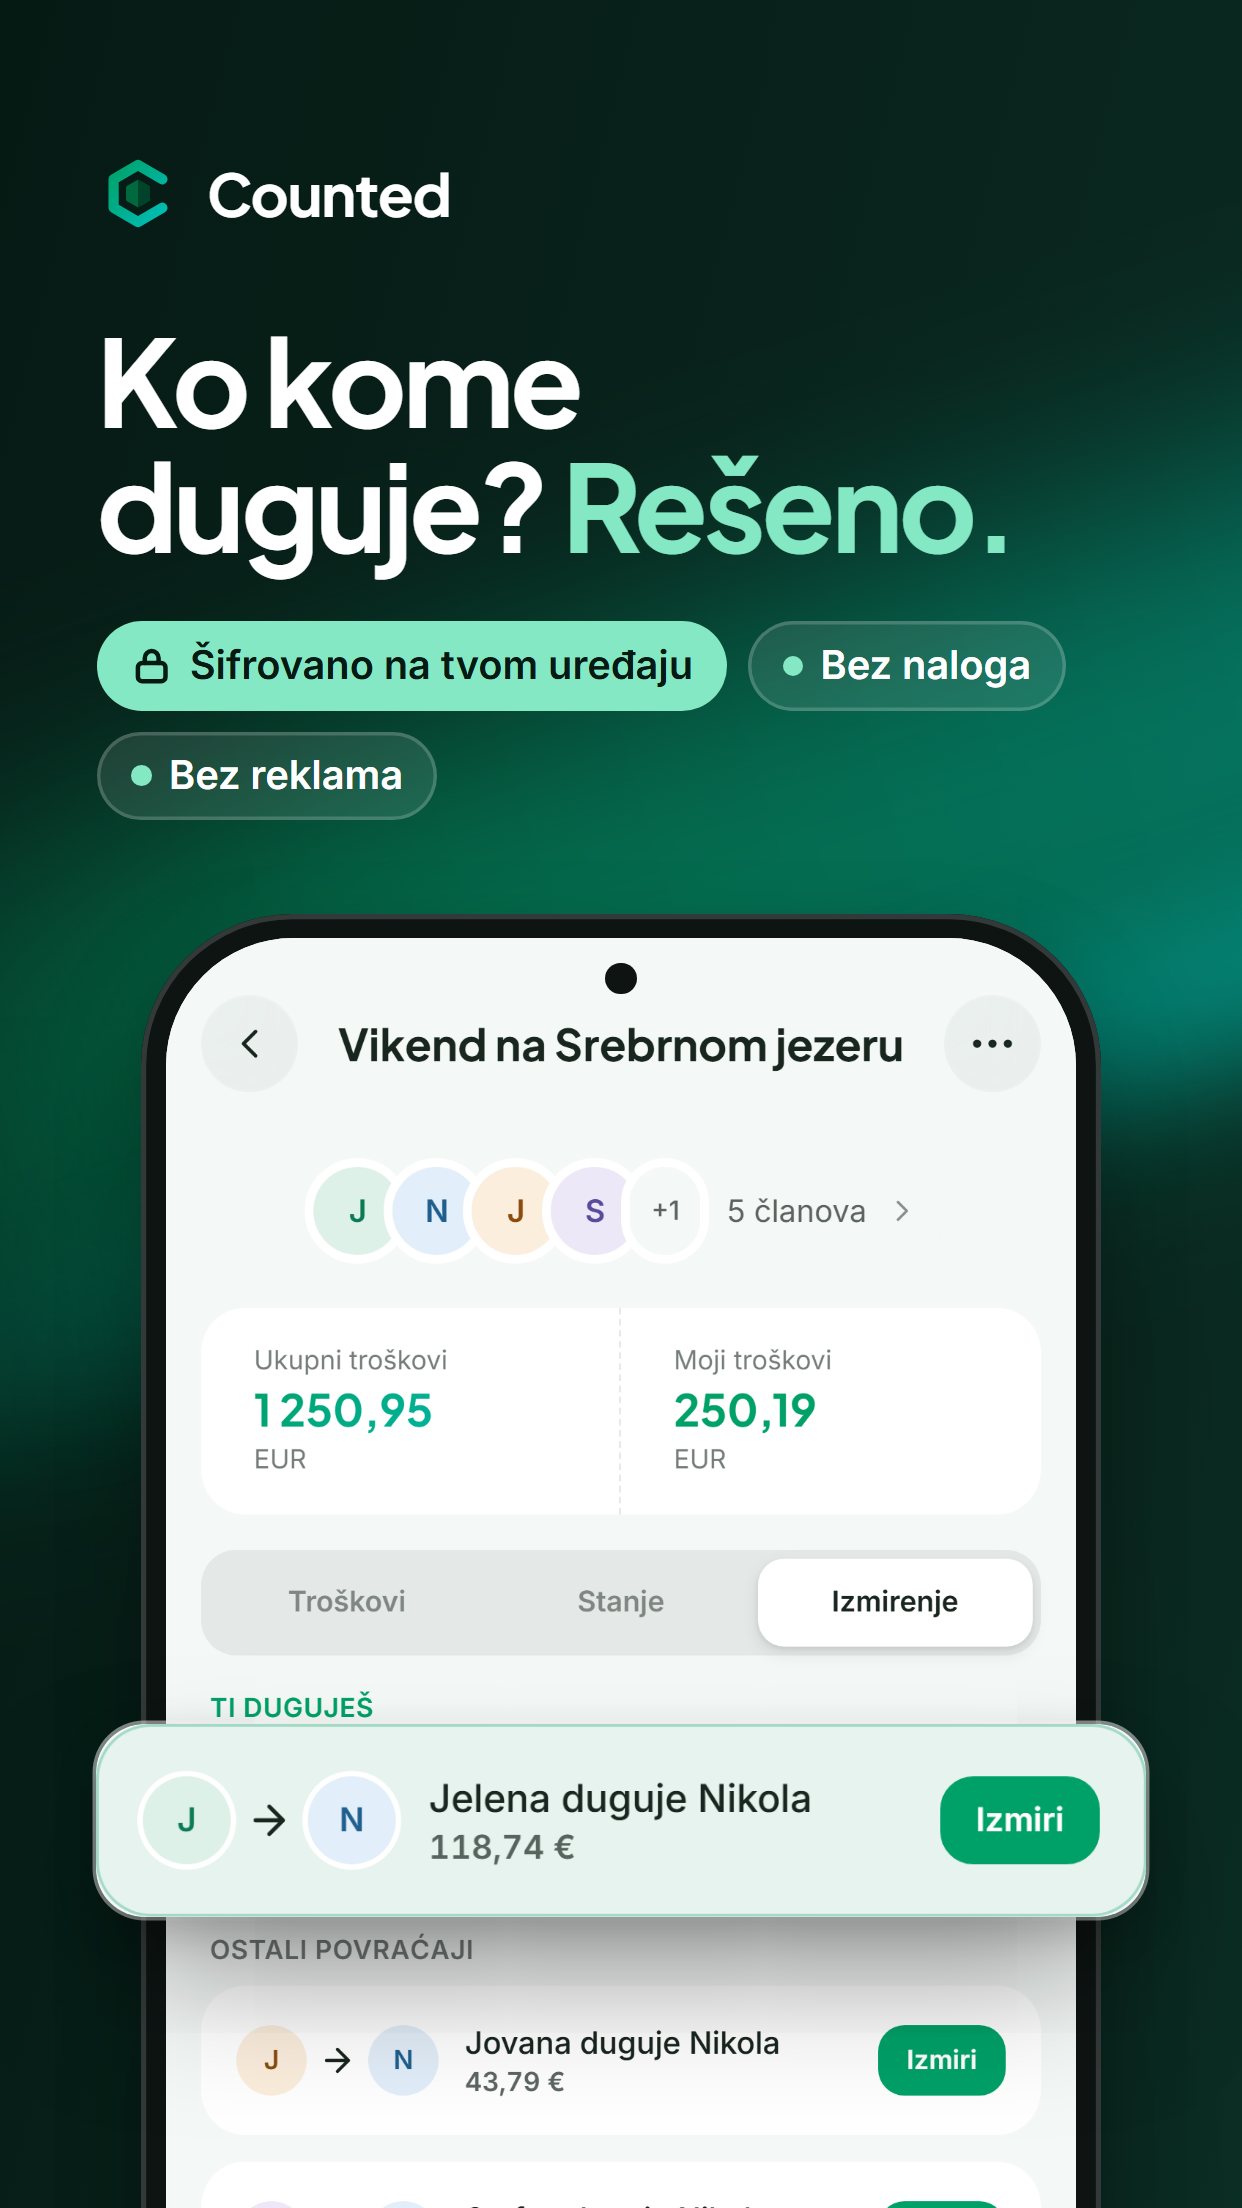 Counted
Ko kome
duguje? Rešeno.
Šifrovano na tvom uređaju
Bez naloga
Bez reklama
Vikend na Srebrnom jezeru
J N J S +1 5 članova
Ukupni troškovi
1 250,95
EUR
Moji troškovi
250,19
EUR
Troškovi Stanje Izmirenje
TI DUGUJEŠ
J → N
Jelena duguje Nikola
118,74 €
Izmiri
OSTALI POVRAĆAJI
J → N
Jovana duguje Nikola
43,79 €
Izmiri